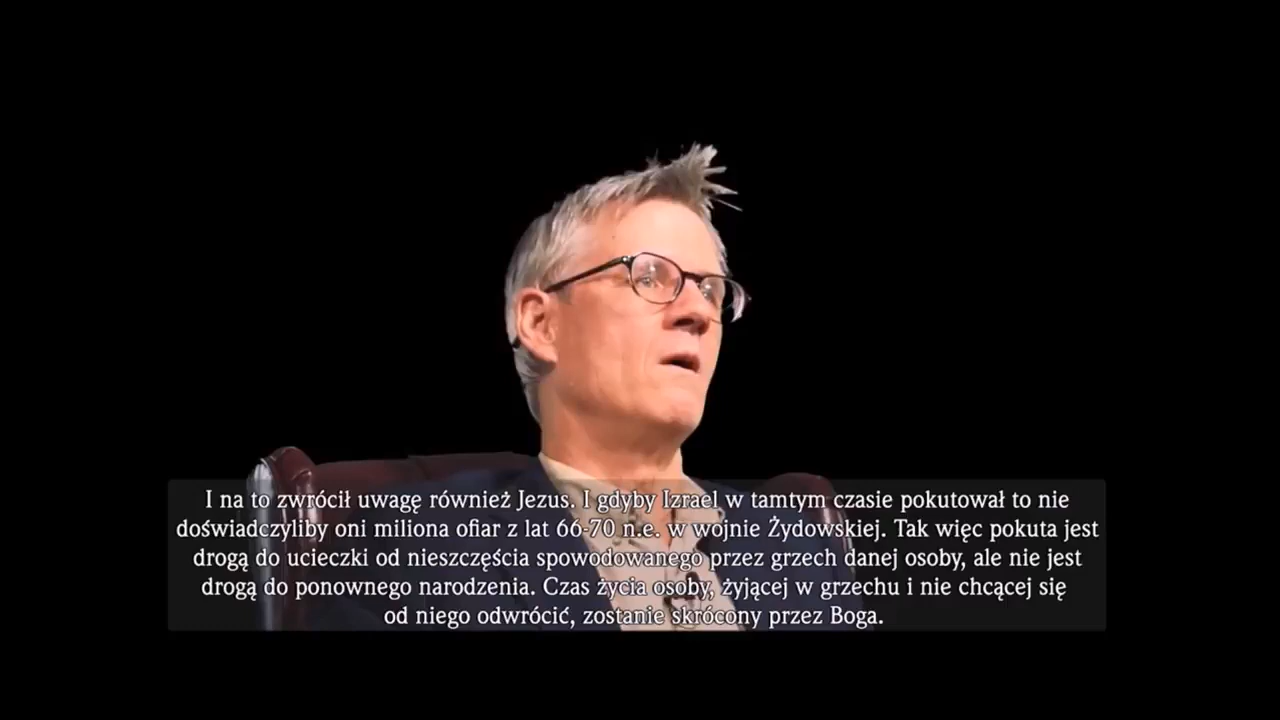 I na to zwrócił uwagę również Jezus. I gdyby Izrael w tamtym czasie pokutował to nie
doświadczyliby oni miliona ofiar z lat 66-70 n.e. w wojnie Żydowskiej. Tak więc pokuta jest
drogą do ucieczki od nieszczęścia spowodowanego przez grzech danej osoby, ale nie jest
drogą do ponownego narodzenia. Czas życia osoby, żyjącej w grzechu i nie chcącej się
od niego odwrócić, zostanie skrócony przez Boga.